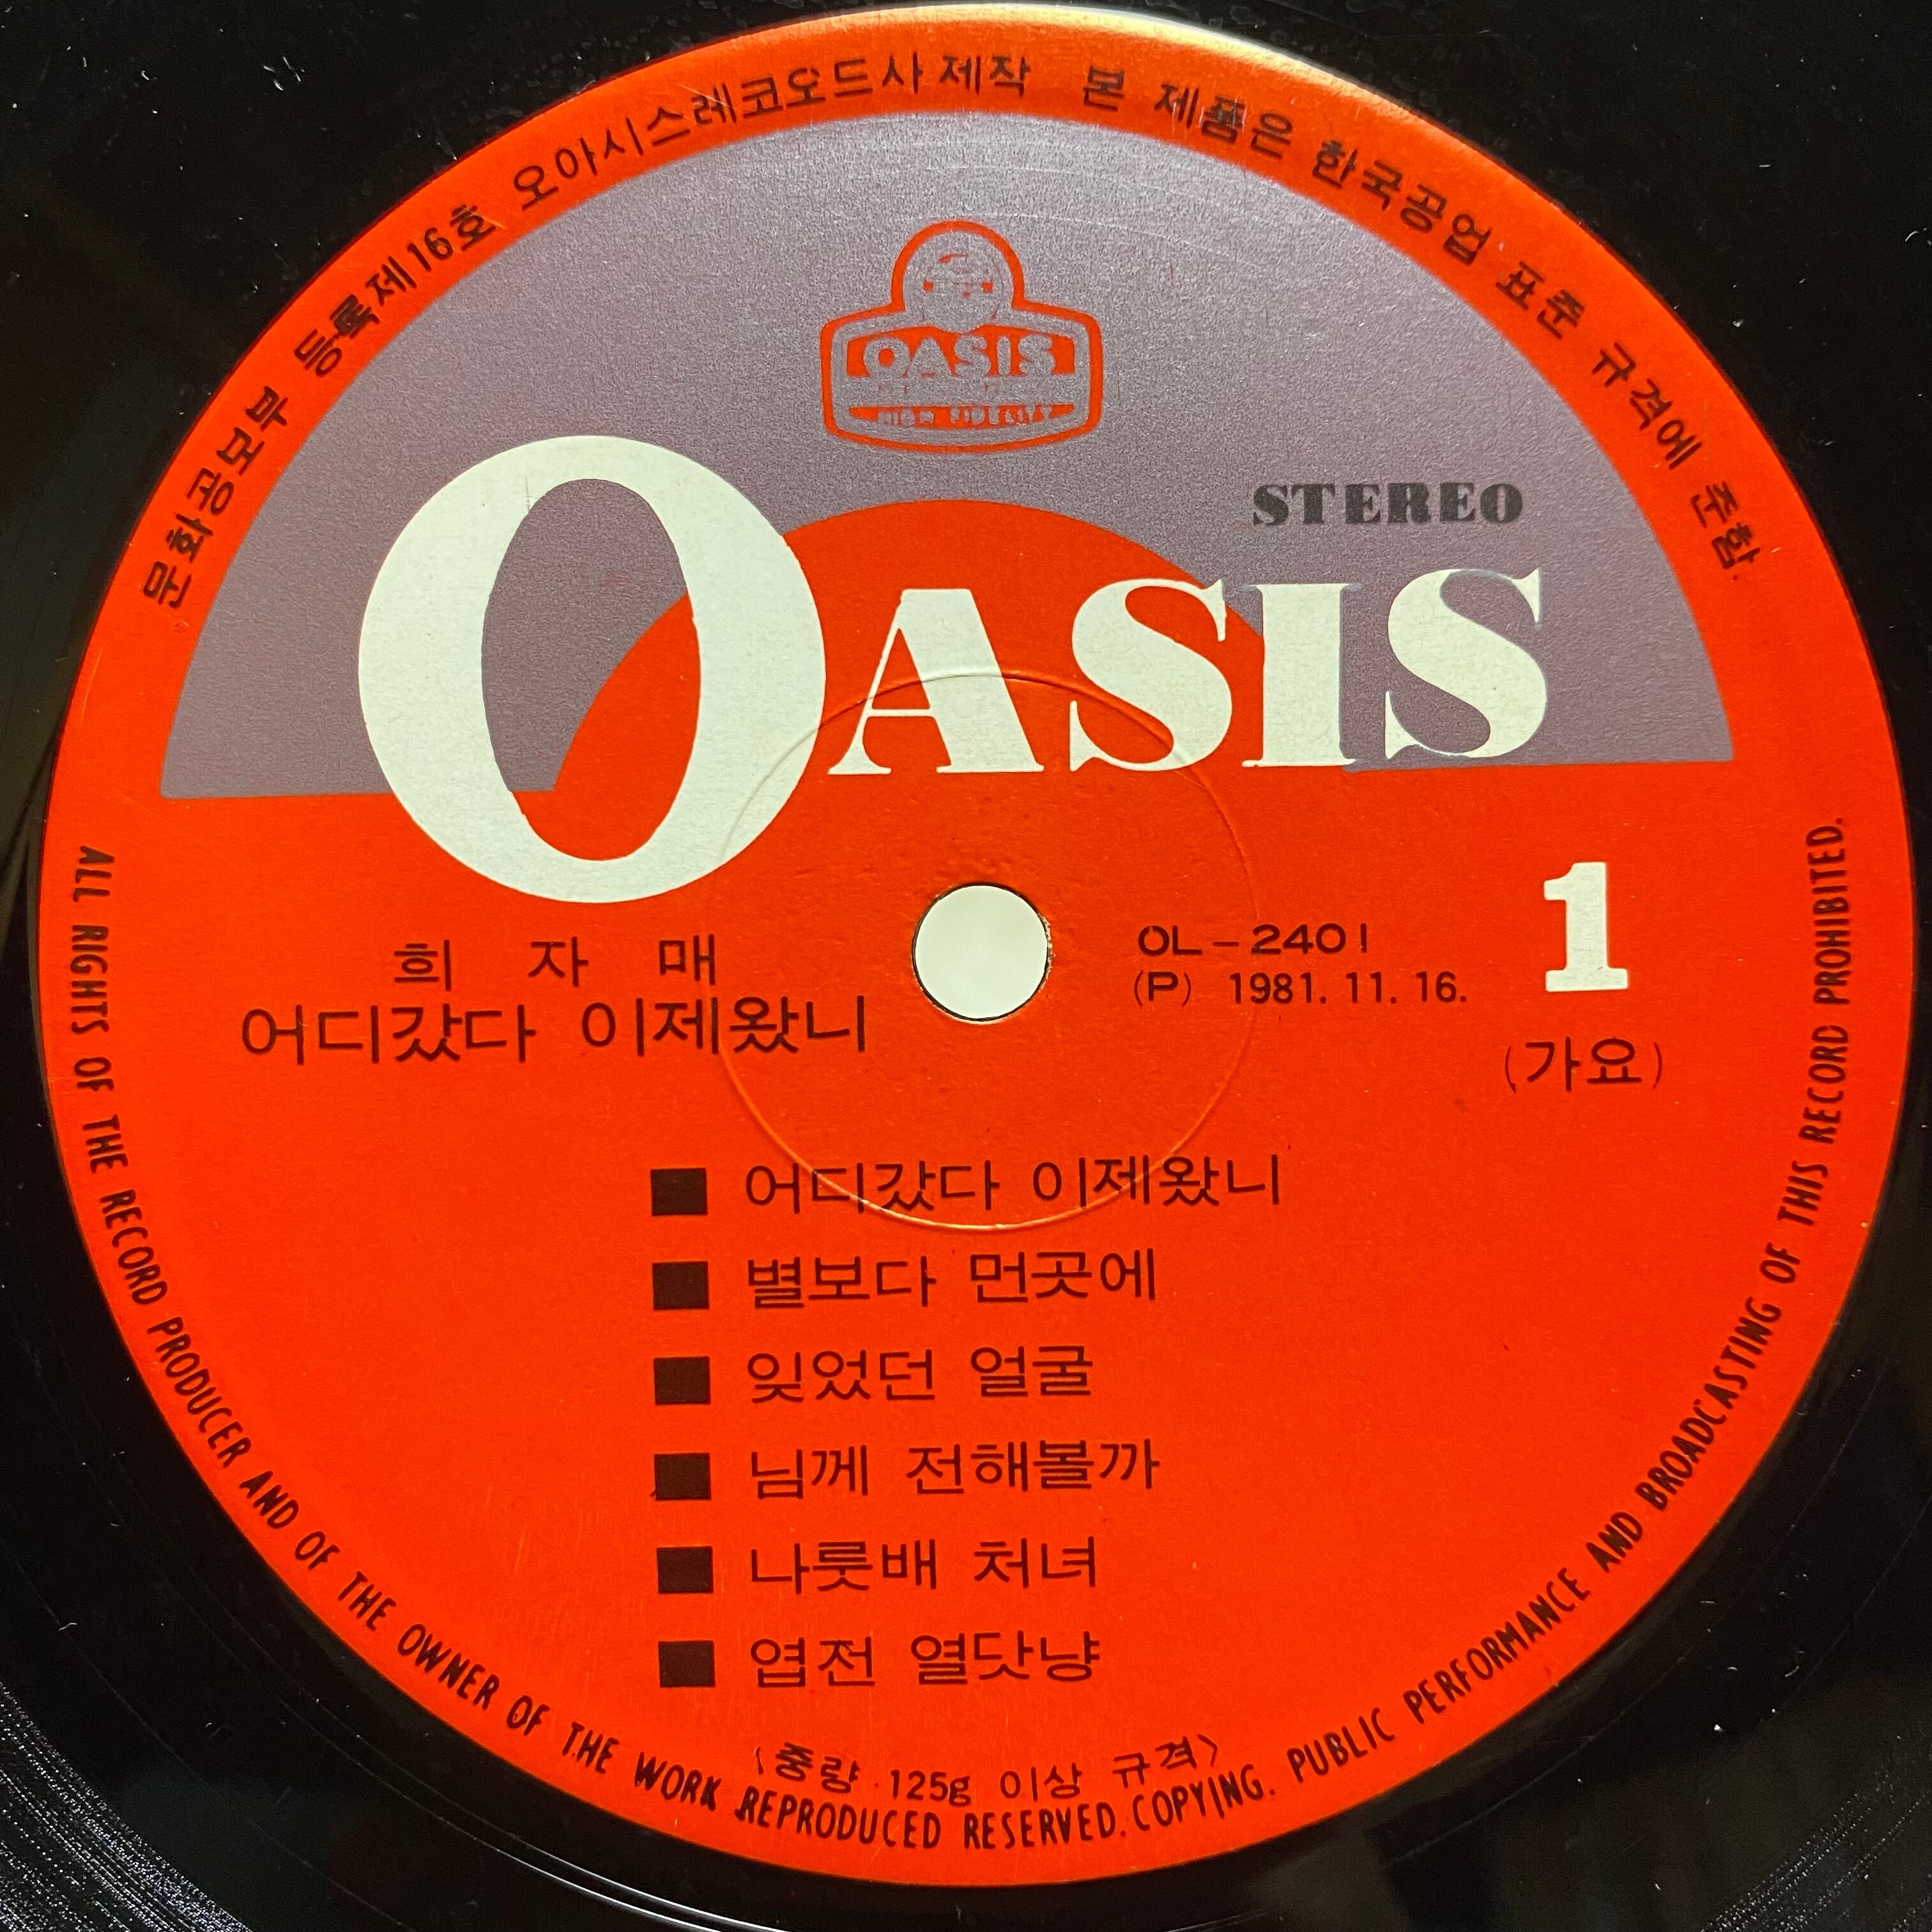 문화공보부 등록제16호 오아시스레코오드사 제작 본 제품은 한국공업 표준 규격에 준함.
OASIS
HIGH FIDELITY
STEREO
OASIS
1
희 자 매
어디갔다 이제왔니
OL-2401
(P) 1981. 11. 16.
(가요)
■ 어디갔다 이제왔니
■ 별보다 먼곳에
■ 잊었던 얼굴
■ 님께 전해볼까
■ 나룻배 처녀
■ 엽전 열닷냥
〈중량 125g 이상 규격〉
ALL RIGHTS OF THE RECORD PRODUCER AND OF THE OWNER OF THE WORK REPRODUCED RESERVED. COPYING. PUBLIC PERFORMANCE AND BROADCASTING OF THIS RECORD PROHIBITED.